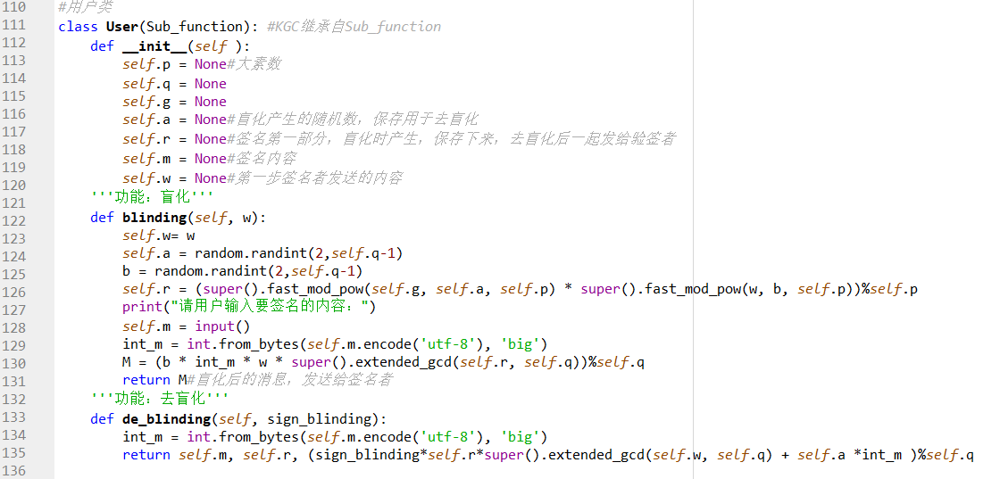 110 #用户类
111 class User(Sub_function): #KGC继承自Sub_function
112     def __init__(self ):
113         self.p = None#大素数
114         self.q = None
115         self.g = None
116         self.a = None#盲化产生的随机数，保存用于去盲化
117         self.r = None#签名第一部分，盲化时产生，保存下来，去盲化后一起发给验签者
118         self.m = None#签名内容
119         self.w = None#第一步签名者发送的内容
120     '''功能：盲化'''
121
122     def blinding(self, w):
123         self.w= w
124         self.a = random.randint(2,self.q-1)
125         b = random.randint(2,self.q-1)
126         self.r = (super().fast_mod_pow(self.g, self.a, self.p) * super().fast_mod_pow(w, b, self.p))%self.p
127         print("请用户输入要签名的内容：")
128         self.m = input()
129         int_m = int.from_bytes(self.m.encode('utf-8'), 'big')
130         M = (b * int_m * w * super().extended_gcd(self.r, self.q))%self.q
131         return M#盲化后的消息，发送给签名者
132     '''功能：去盲化'''
133     def de_blinding(self, sign_blinding):
134         int_m = int.from_bytes(self.m.encode('utf-8'), 'big')
135         return self.m, self.r, (sign_blinding*self.r*super().extended_gcd(self.w, self.q) + self.a *int_m )%self.q
136